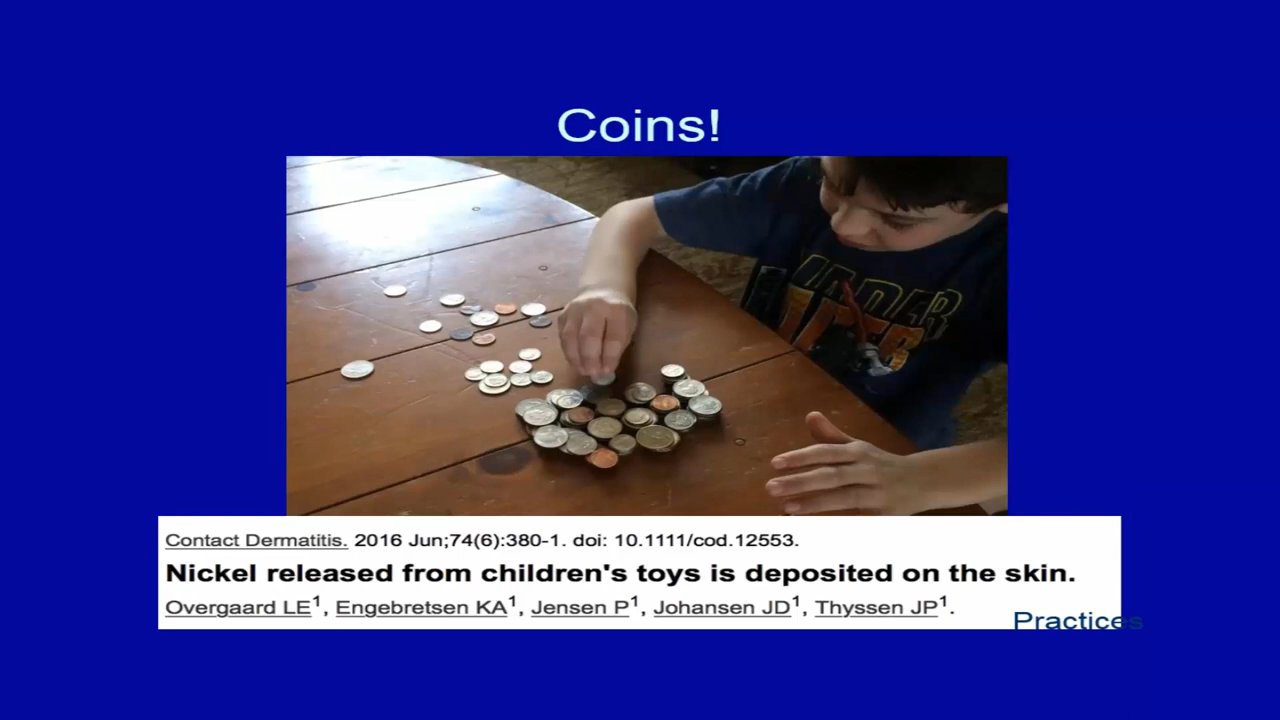 Coins!
Contact Dermatitis. 2016 Jun;74(6):380-1. doi: 10.1111/cod.12553.
Nickel released from children's toys is deposited on the skin.
Overgaard LE1, Engebretsen KA1, Jensen P1, Johansen JD1, Thyssen JP1.
Practices